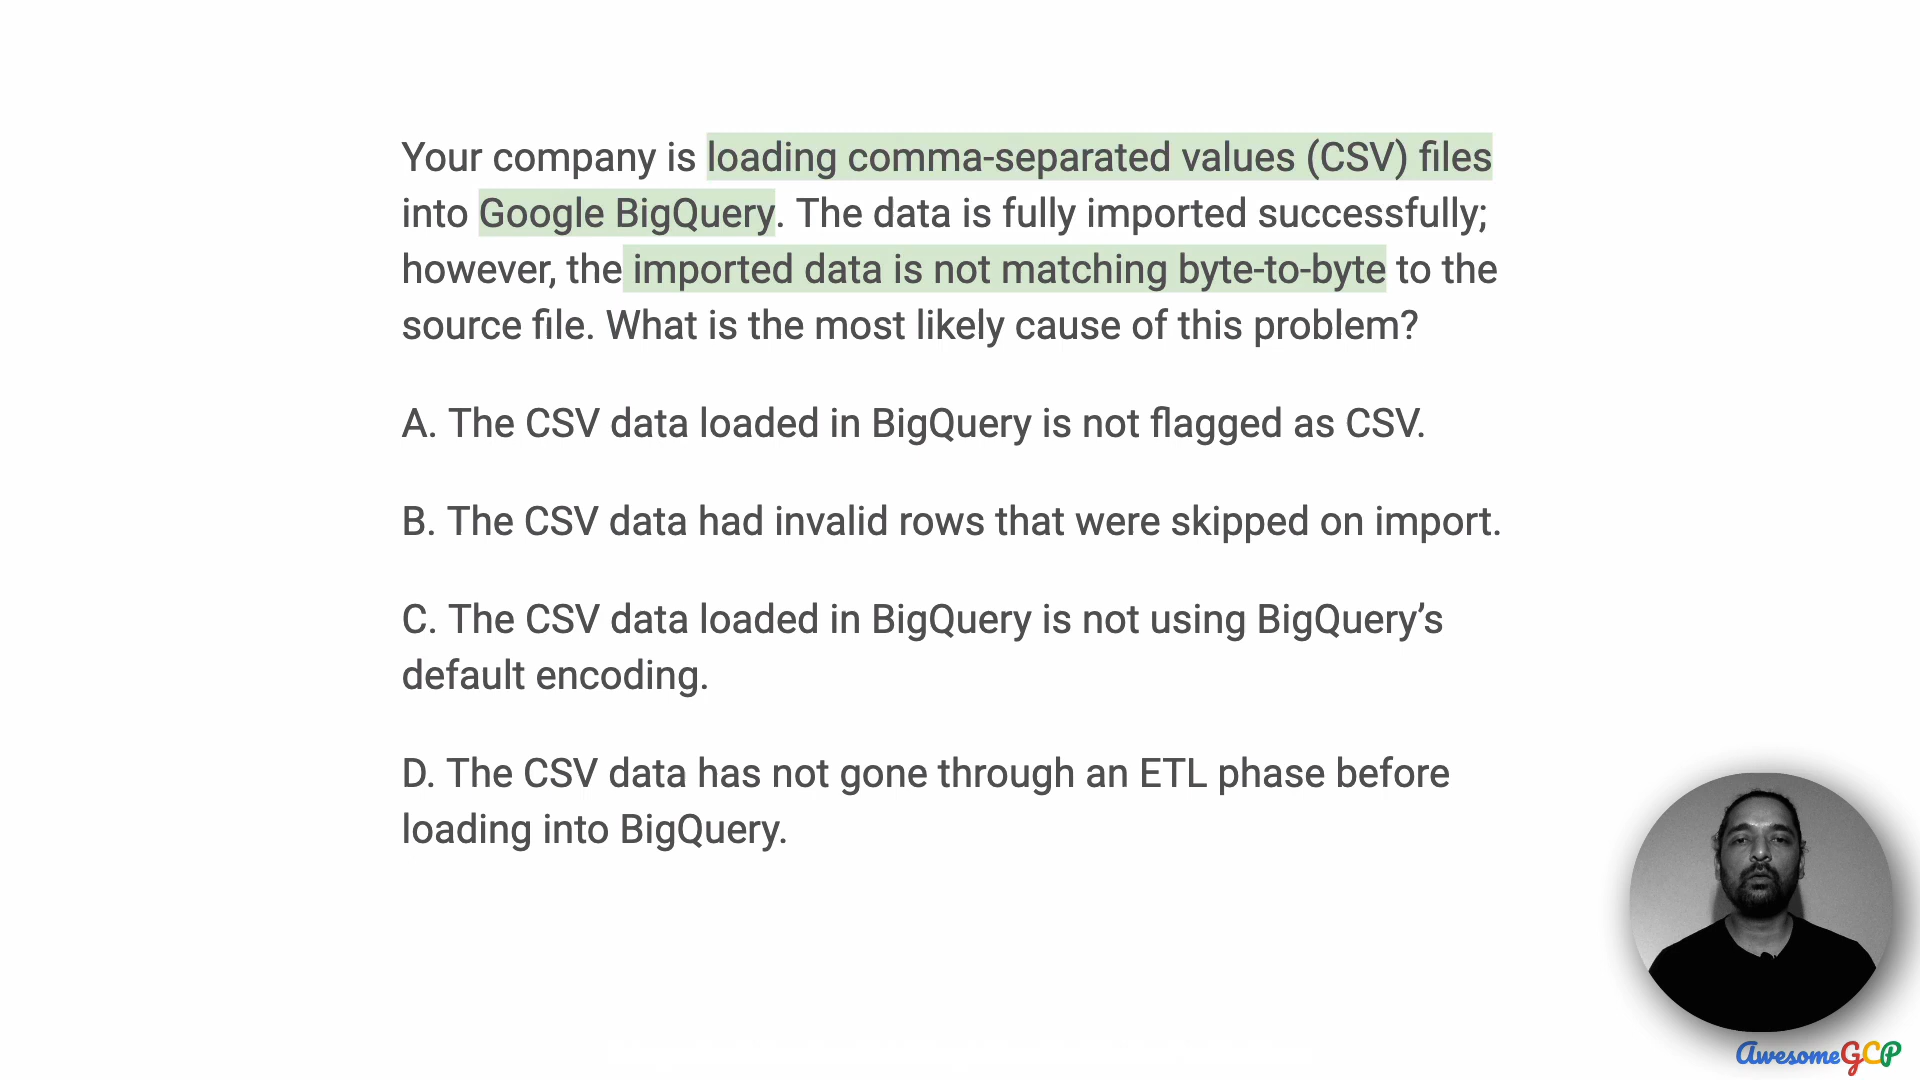 Your company is loading comma-separated values (CSV) files
into Google BigQuery. The data is fully imported successfully;
however, the imported data is not matching byte-to-byte to the
source file. What is the most likely cause of this problem?
A. The CSV data loaded in BigQuery is not flagged as CSV.
B. The CSV data had invalid rows that were skipped on import.
C. The CSV data loaded in BigQuery is not using BigQuery’s
default encoding.
D. The CSV data has not gone through an ETL phase before
loading into BigQuery.
AwesomeGCP